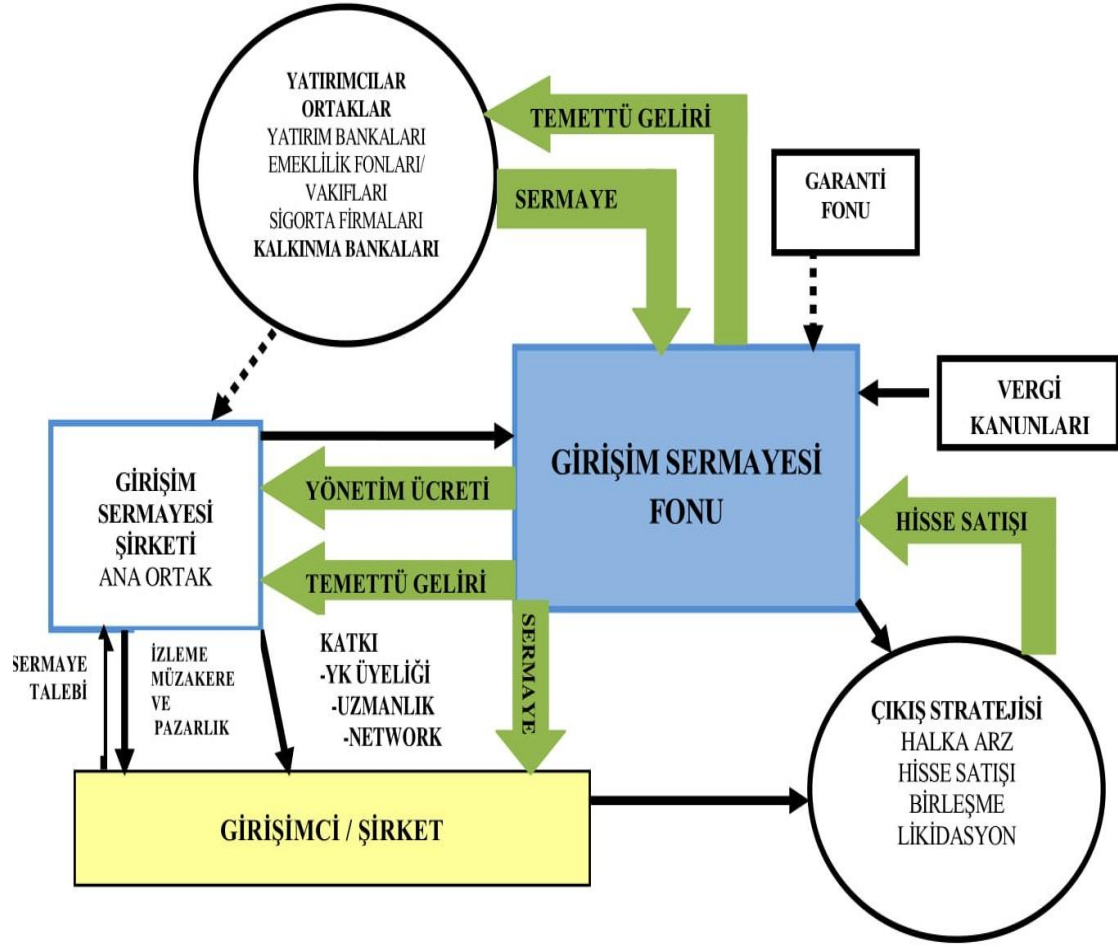 YATIRIMCILAR
ORTAKLAR
YATIRIM BANKALARI
EMEKLİLİK FONLARI/
VAKIFLARI
SİGORTA FİRMALARI
KALKINMA BANKALARI
TEMETTÜ GELİRİ
SERMAYE
GARANTİ
FONU
VERGİ
KANUNLARI
GİRİŞİM SERMAYESİ
FONU
GİRİŞİM
SERMAYESİ
ŞİRKETİ
ANA ORTAK
YÖNETİM ÜCRETİ
TEMETTÜ GELİRİ
HİSSE SATIŞI
SERMAYE
SERMAYE
TALEBİ
İZLEME
MÜZAKERE
VE
PAZARLIK
KATKI
-YK ÜYELİĞİ
-UZMANLIK
-NETWORK
ÇIKIŞ STRATEJİSİ
HALKA ARZ
HİSSE SATIŞI
BİRLEŞME
LİKİDASYON
GİRİŞİMCİ / ŞİRKET